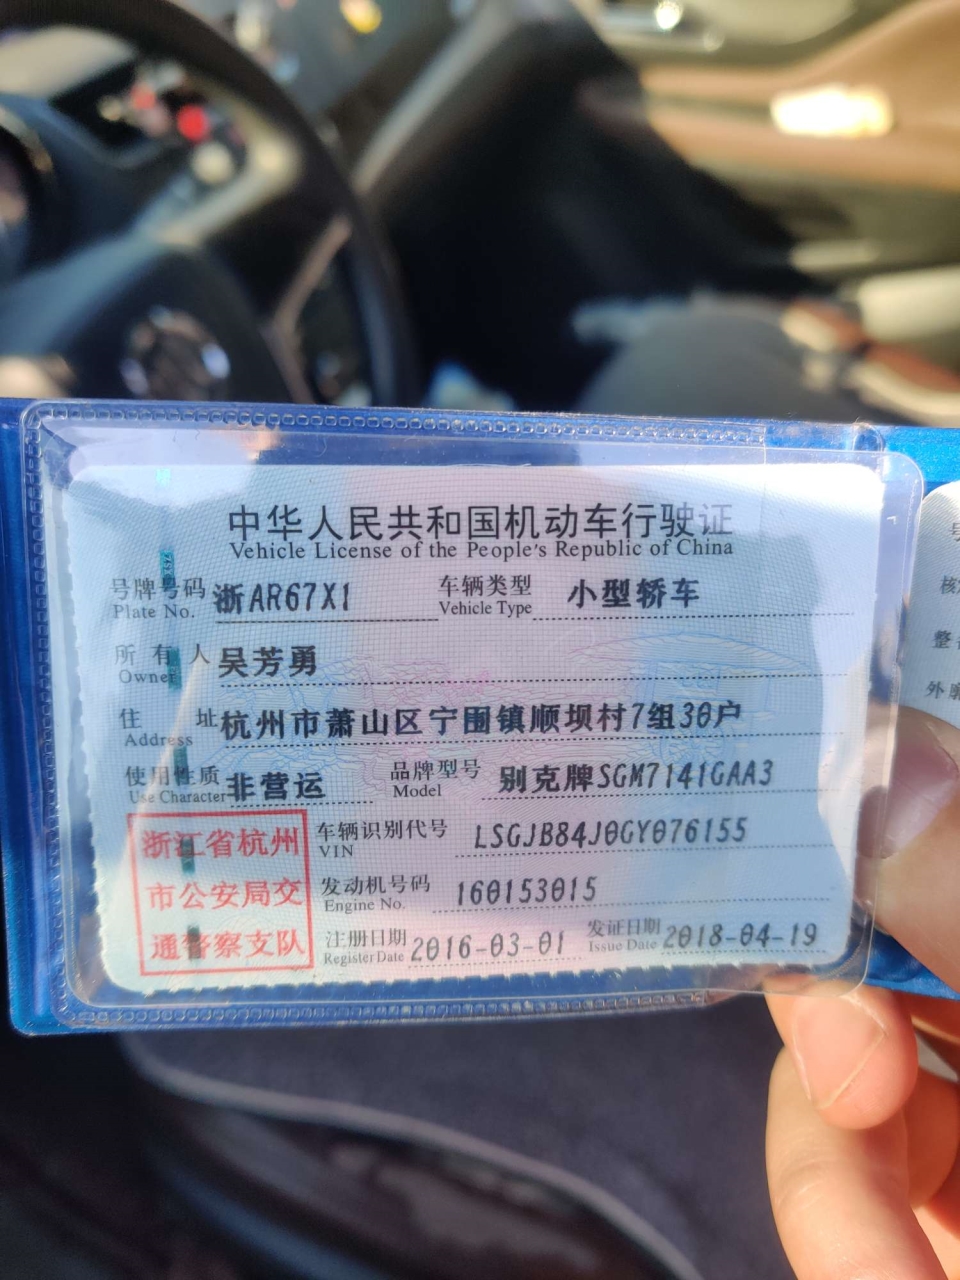 中华人民共和国机动车行驶证
Vehicle License of the People's Republic of China
号牌号码 浙AR67X1 车辆类型 小型轿车
Plate No. Vehicle Type
所有人 吴芳勇
Owner
住址 杭州市萧山区宁围镇顺坝村7组30户
Address
使用性质 非营运 品牌型号 别克牌SGM7141GAA3
Use Character Model
浙江省杭州
市公安局交
通警察支队
车辆识别代号 LSGJB84J0GY076155
VIN
发动机号码 160153015
Engine No.
注册日期 2016-03-01 发证日期 2018-04-19
Register Date Issue Date
号
核
整
外廓